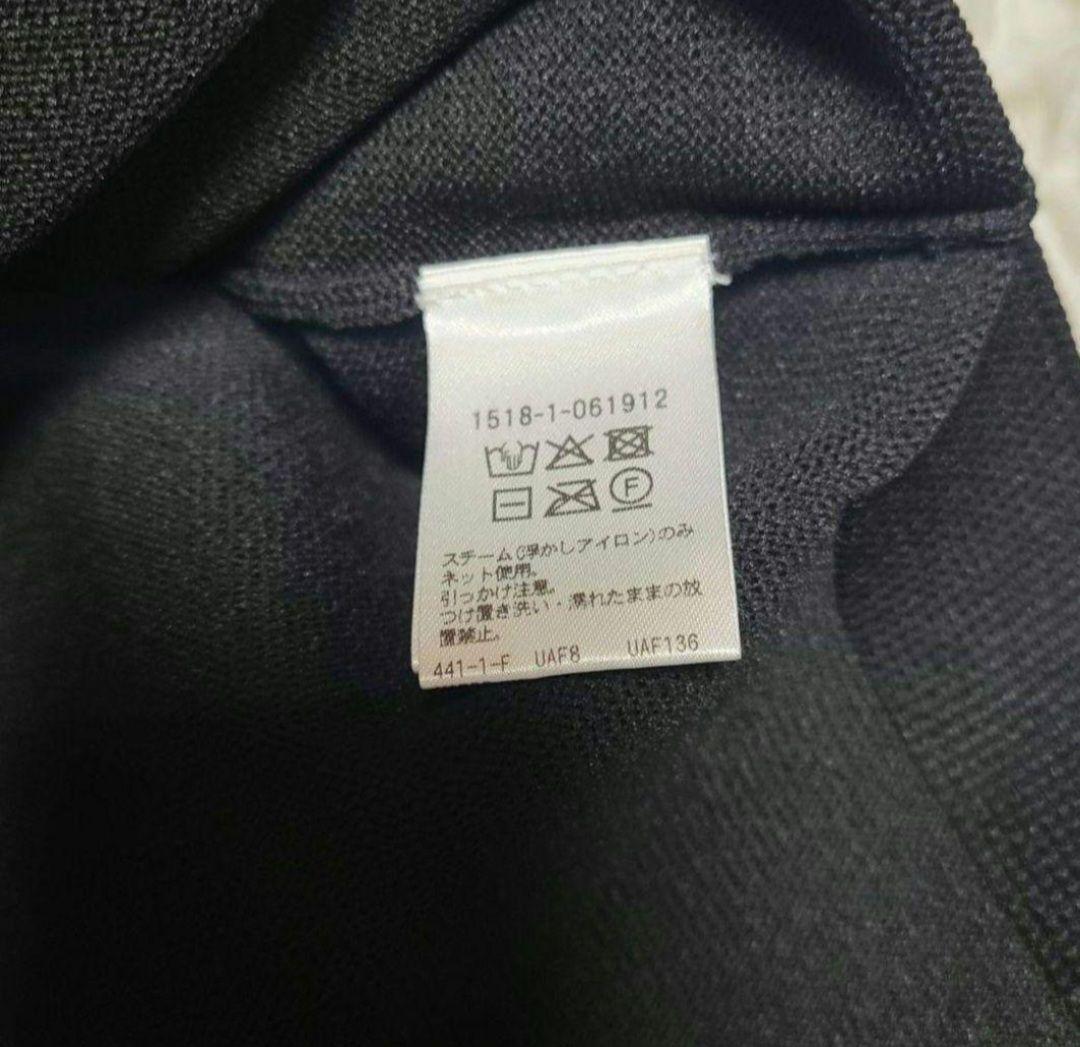 1518-1-061912
F
スチーム(浮かしアイロン)のみ
ネット使用。
引っかけ注意。
つけ置き洗い・濡れたままの放
置禁止。
441-1-F UAF8 UAF136